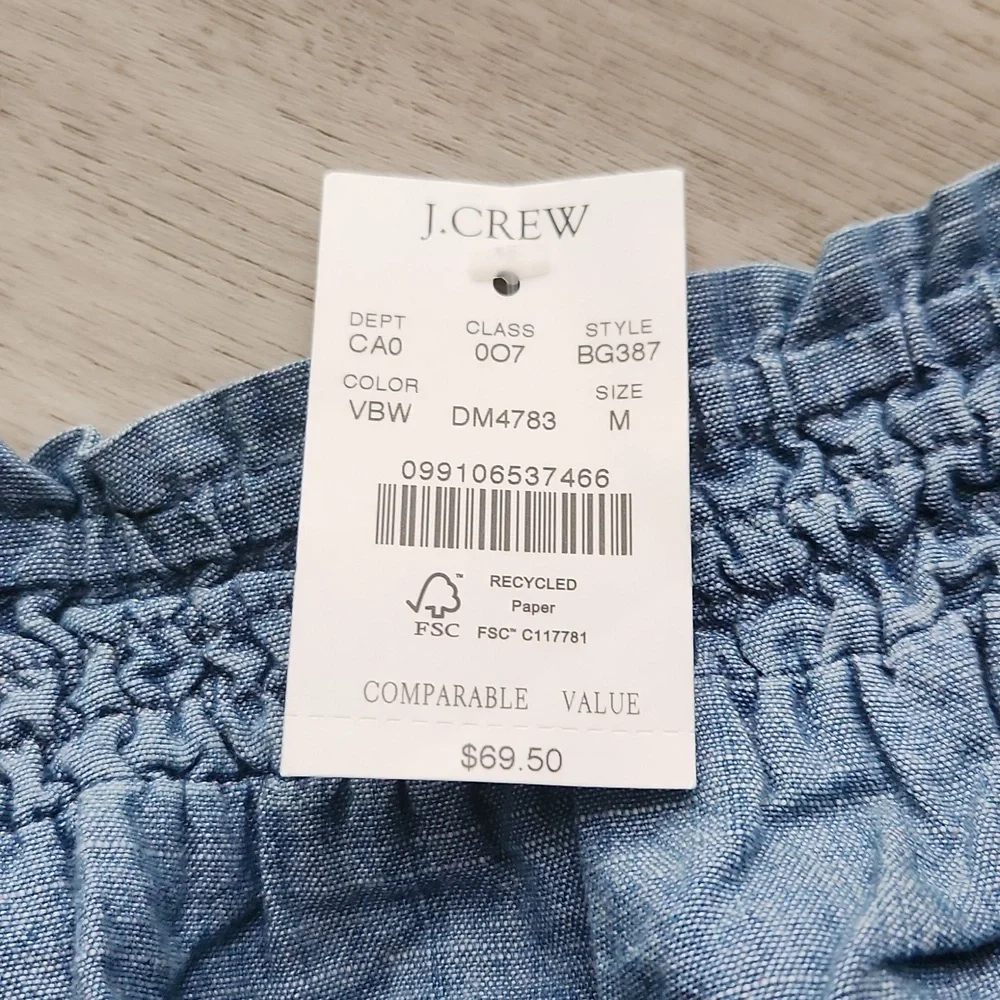 J.CREW
DEPT CLASS STYLE
CA0 0O7 BG387
COLOR SIZE
VBW DM4783 M
099106537466
RECYCLED
Paper
FSC™ C117781
™
FSC
COMPARABLE VALUE
$69.50